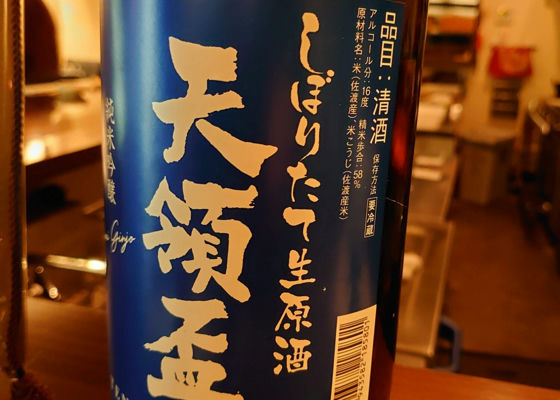 品目：清酒
保存方法 要冷蔵
アルコール分：16度 精米歩合：58%
原材料名：米（佐渡産）、米こうじ（佐渡産米）
しぼりたて生原酒
天領盃
純米吟醸
Ginjo